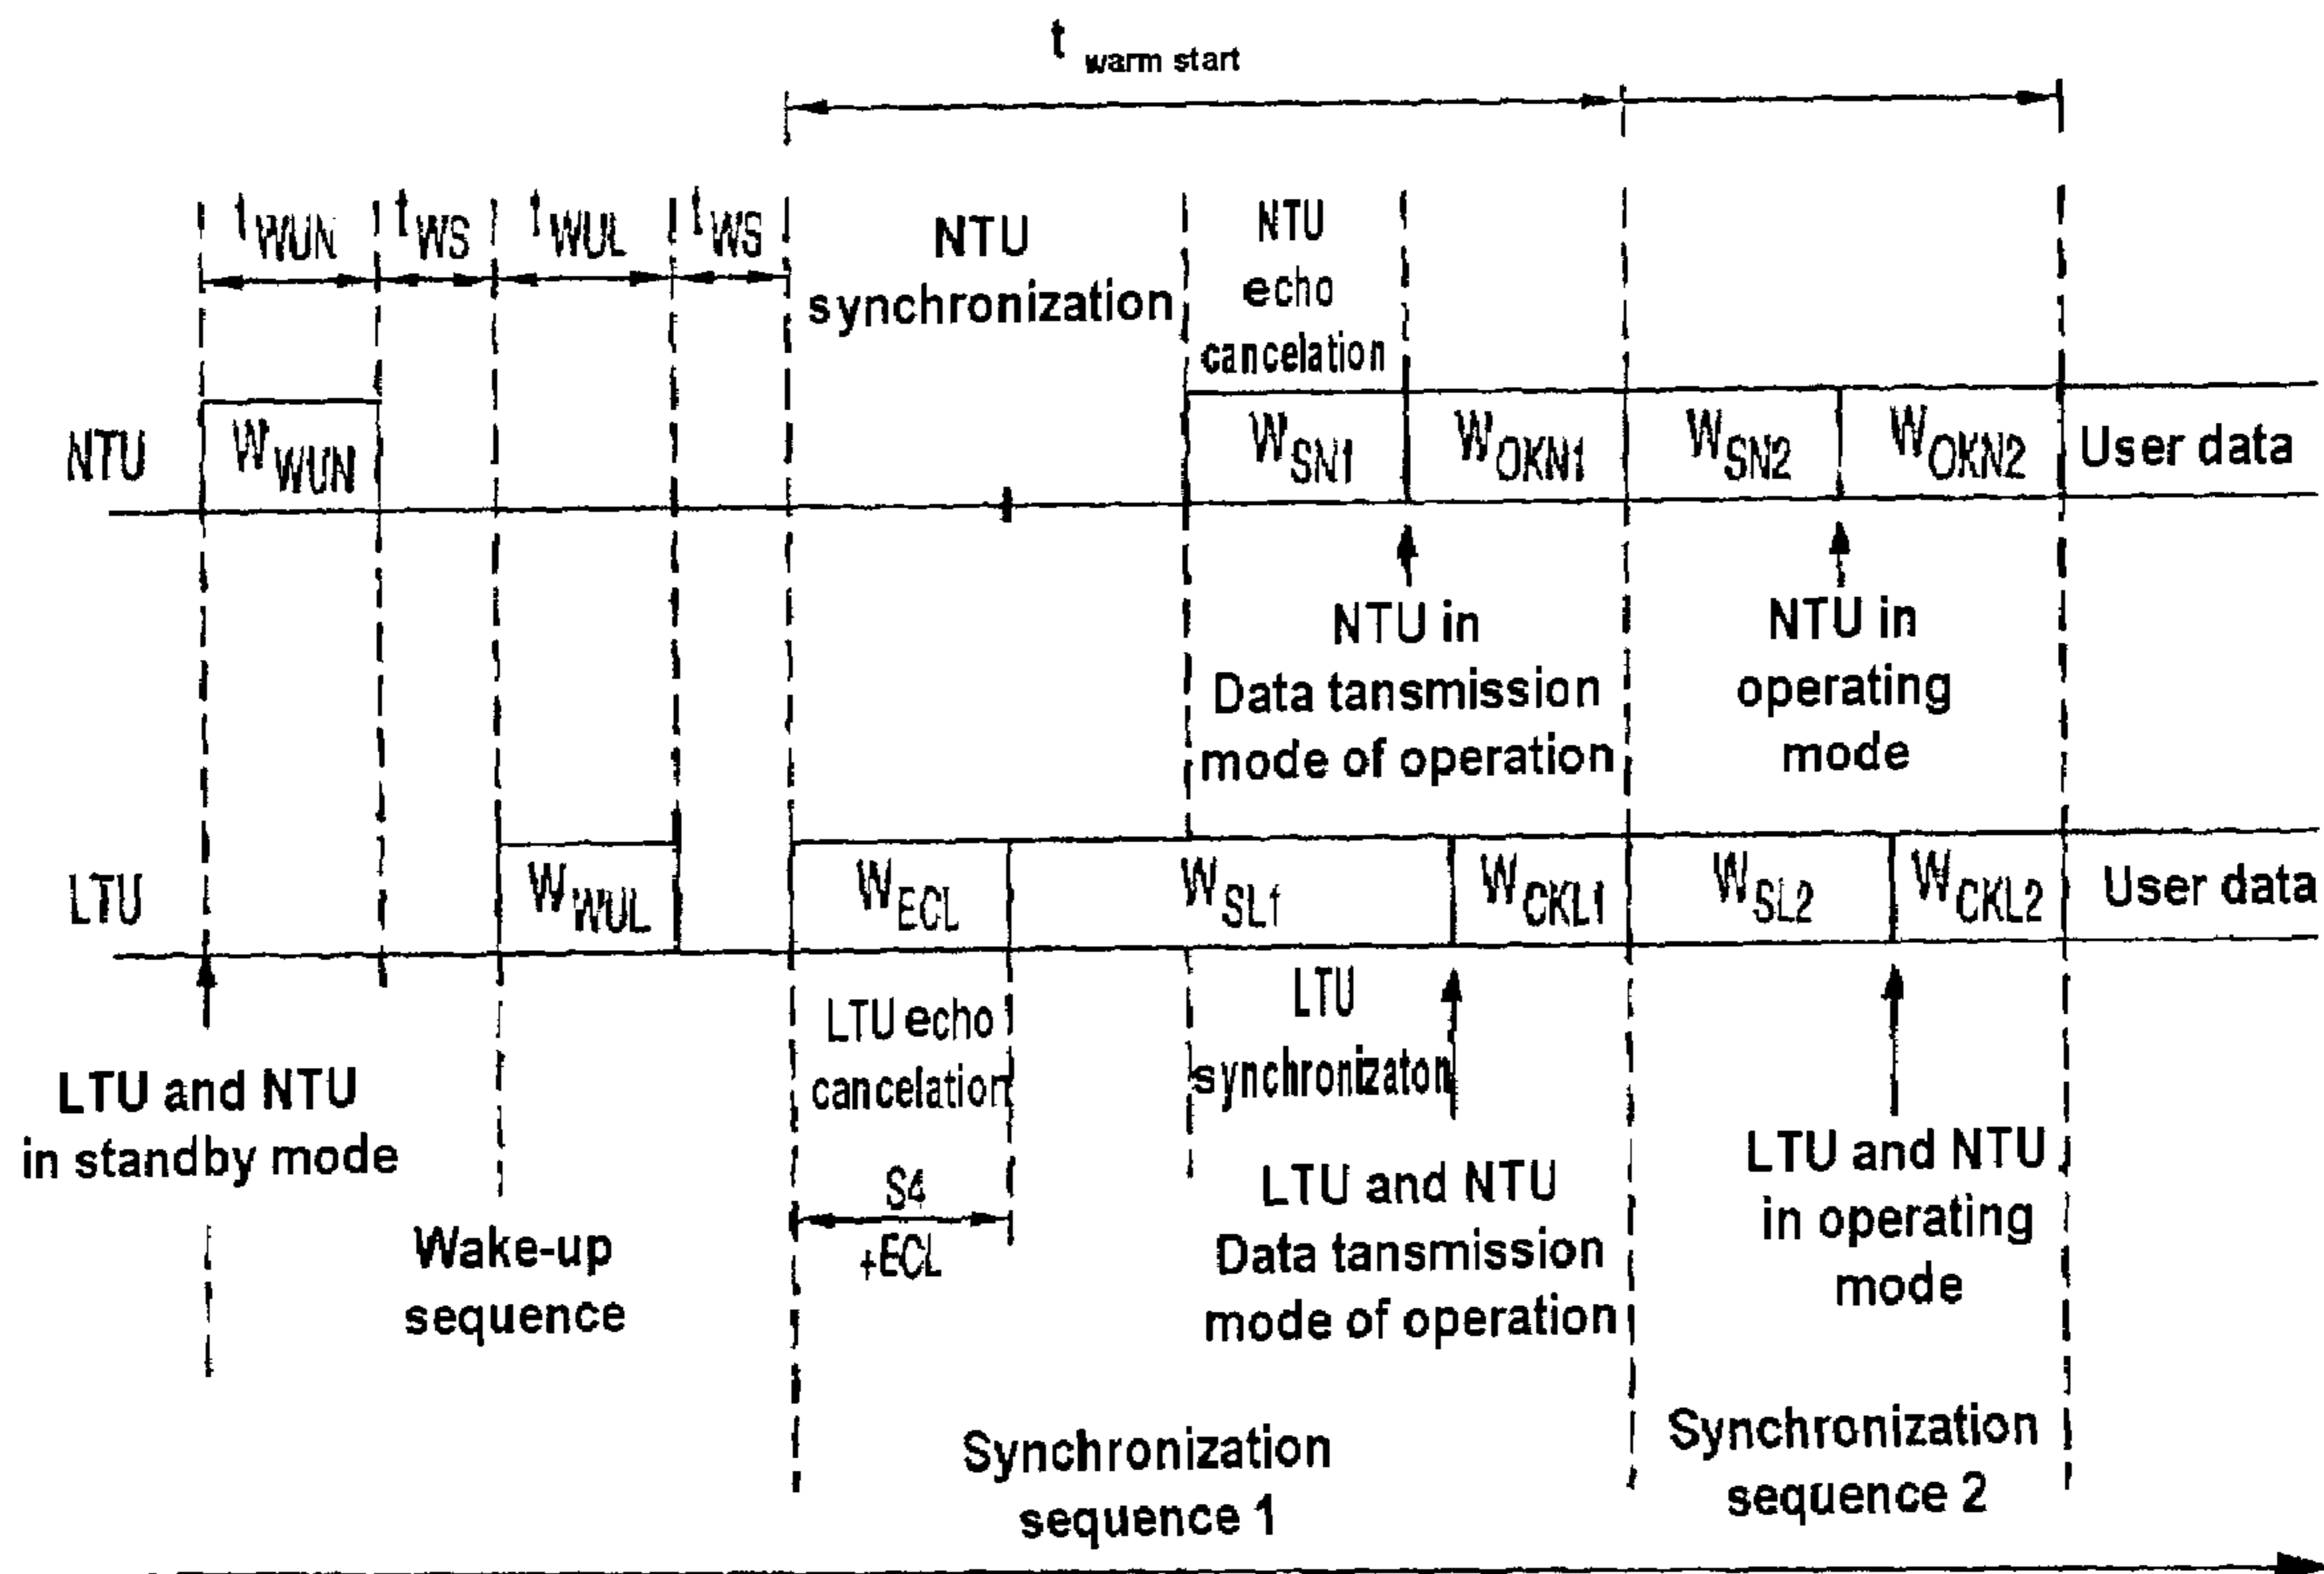 t warm start
tWUN tWS tWUL tWS
NTU
synchronization
NTU
echo
cancelation
NTU
WWUN
WSN1
WOKN1
WSN2
WOKN2
User data
NTU in
Data tansmission
mode of operation
NTU in
operating
mode
LTU
WWUL
WECL
WSL1
WCKL1
WSL2
WCKL2
User data
LTU and NTU
in standby mode
LTU echo
cancelation
LTU
synchronizaton
S4
+ECL
Wake-up
sequence
LTU and NTU
Data tansmission
mode of operation
LTU and NTU
in operating
mode
Synchronization
sequence 1
Synchronization
sequence 2